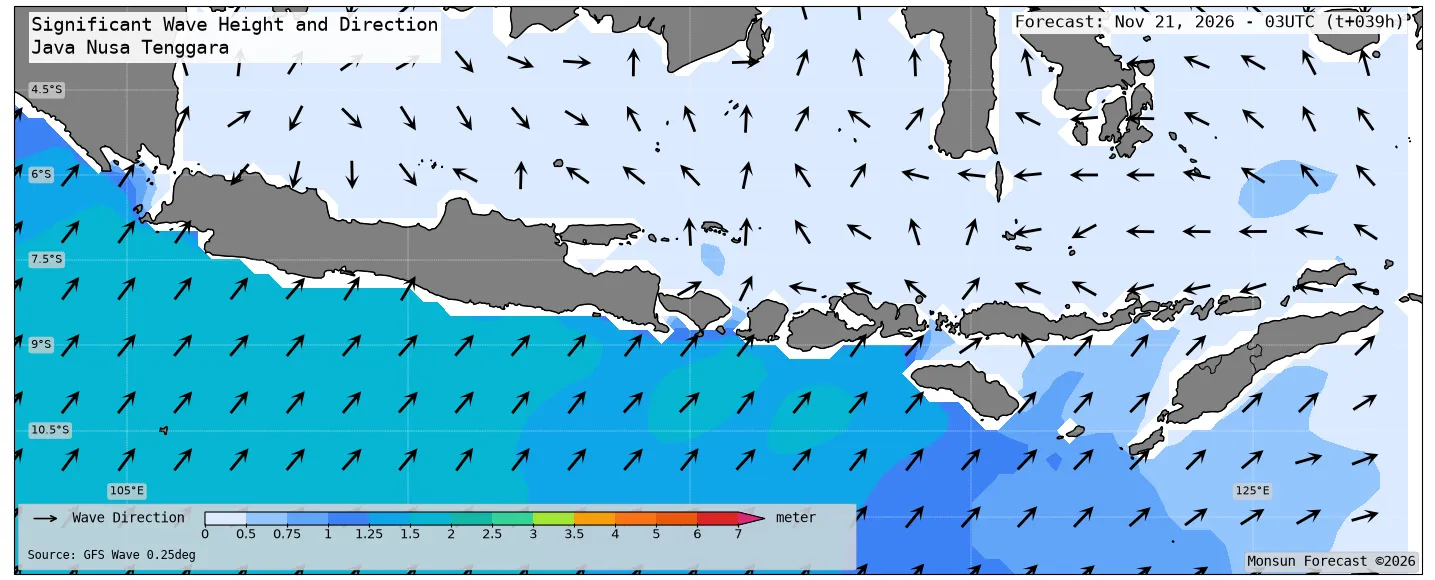 Significant Wave Height and Direction
Java Nusa Tenggara
Forecast: Nov 21, 2026 - 03UTC (t+039h)
4.5°S
6°S
7.5°S
9°S
10.5°S
105°E
125°E
Wave Direction
0 0.5 0.75 1 1.25 1.5 2 2.5 3 3.5 4 5 6 7
meter
Source: GFS Wave 0.25deg
Monsun Forecast ©2026